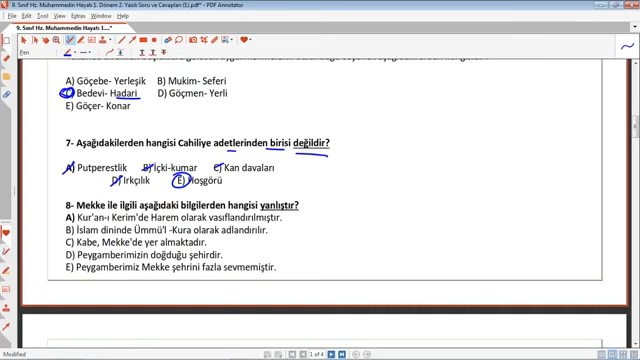 9. Sınıf Hz. Muhammedin Hayatı 1. Dönem 2. Yazılı Soru ve Cevapları (1).pdf* - PDF Annotator
File Edit Tool View Insert Document Extras Window Help
9. Sınıf Hz. Muhammedin Hayatı 1....*
Pen
A) Göçebe- Yerleşik B) Mukim- Seferi
C) Bedevi- Hadari D) Göçmen- Yerli
E) Göçer- Konar
7- Aşağıdakilerden hangisi Cahiliye adetlerinden birisi değildir?
A) Putperestlik B) İçki-kumar C) Kan davaları
D) Irkçılık E) Hoşgörü
8- Mekke ile ilgili aşağıdaki bilgilerden hangisi yanlıştır?
A) Kur'an-ı Kerim'de Harem olarak vasıflandırılmıştır.
B) İslam dininde Ümmü'l -Kura olarak adlandırılır.
C) Kabe, Mekke'de yer almaktadır.
D) Peygamberimizin doğduğu şehirdir.
E) Peygamberimiz Mekke şehrini fazla sevmemiştir.
1 of 4
Modified